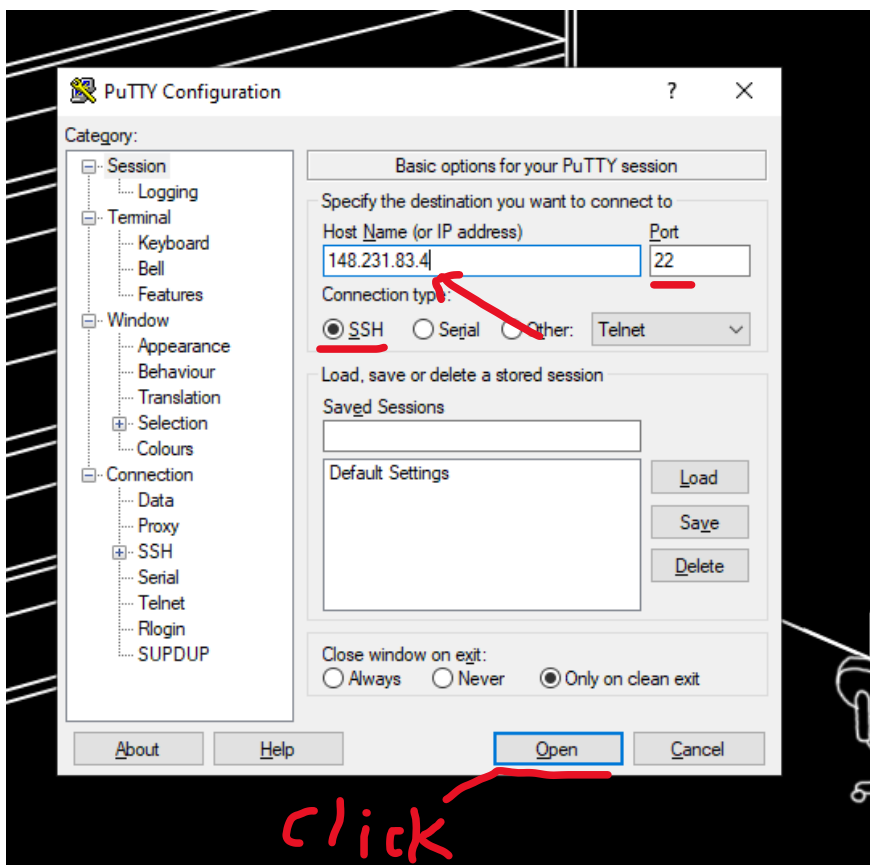 PuTTY Configuration
?
Category:
Session
Logging
Terminal
Keyboard
Bell
Features
Window
Appearance
Behaviour
Translation
Selection
Colours
Connection
Data
Proxy
SSH
Serial
Telnet
Rlogin
SUPDUP
Basic options for your PuTTY session
Specify the destination you want to connect to
Host Name (or IP address) Port
148.231.83.4 22
Connection type:
SSH Serial Other: Telnet
Load, save or delete a stored session
Saved Sessions
Default Settings
Load
Save
Delete
Close window on exit:
Always Never Only on clean exit
About Help Open Cancel
click